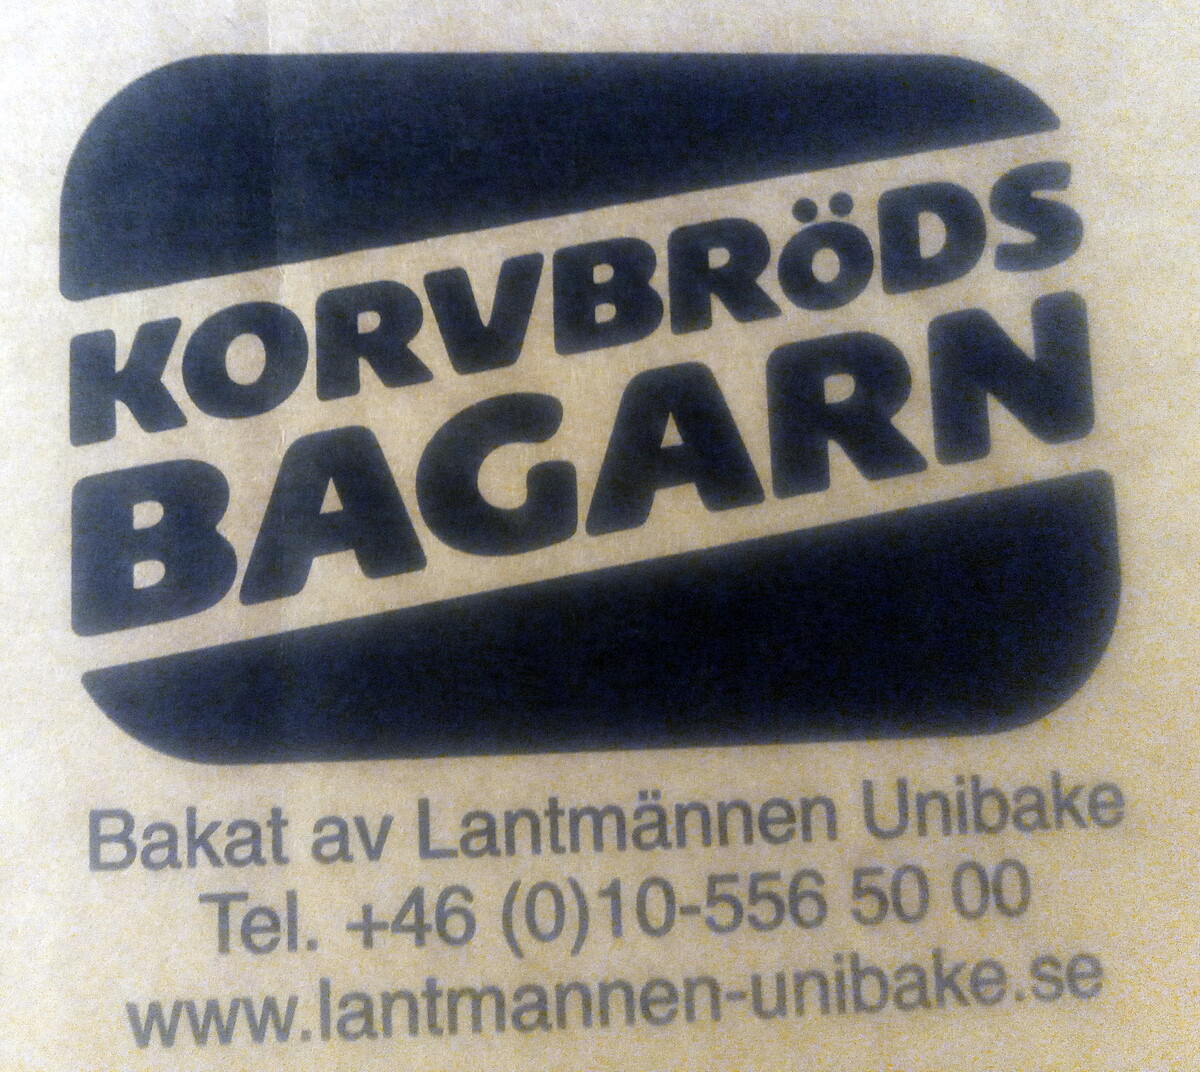 KORVBRÖDS
BAGARN
Bakat av Lantmännen Unibake
Tel. +46 (0)10-556 50 00
www.lantmannen-unibake.se